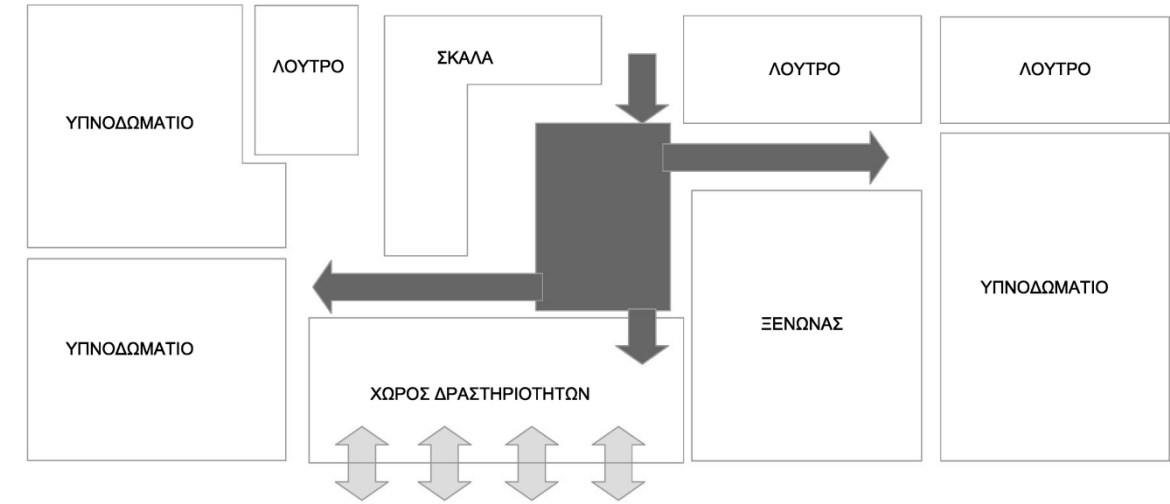 ΣΚΑΛΑ
ΛΟΥΤΡΟ
ΛΟΥΤΡΟ
ΛΟΥΤΡΟ
ΥΠΝΟΔΩΜΑΤΙΟ
ΥΠΝΟΔΩΜΑΤΙΟ
ΞΕΝΩΝΑΣ
ΥΠΝΟΔΩΜΑΤΙΟ
ΧΩΡΟΣ ΔΡΑΣΤΗΡΙΟΤΗΤΩΝ